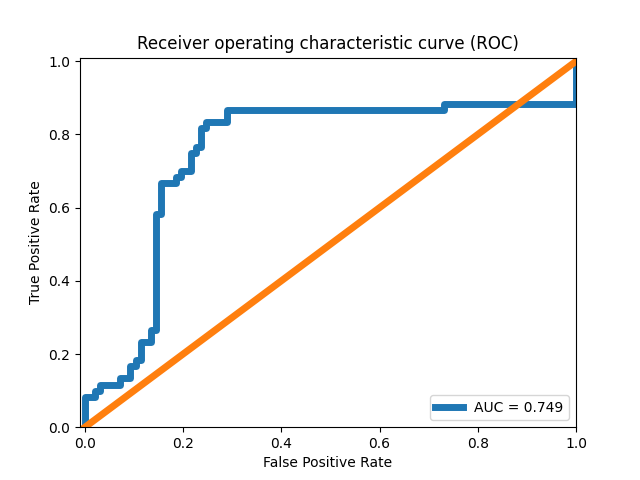 Receiver operating characteristic curve (ROC)
True Positive Rate
1.0
0.8
0.6
0.4
0.2
0.0
AUC = 0.749
0.0 0.2 0.4 0.6 0.8 1.0
False Positive Rate